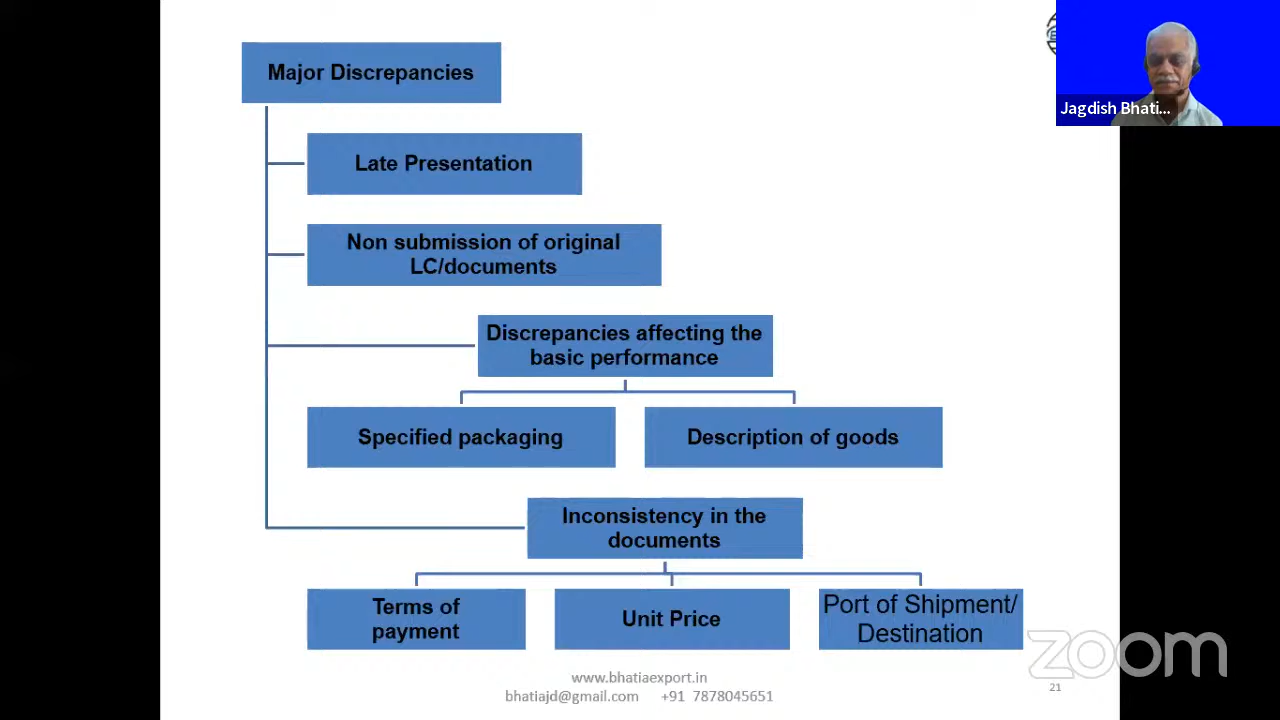 Major Discrepancies
Jagdish Bhati...
Late Presentation
Non submission of original
LC/documents
Discrepancies affecting the
basic performance
Specified packaging
Description of goods
Inconsistency in the
documents
Terms of
payment
Unit Price
Port of Shipment/
Destination
zoom
www.bhatiaexport.in
bhatiajd@gmail.com +91 7878045651
21